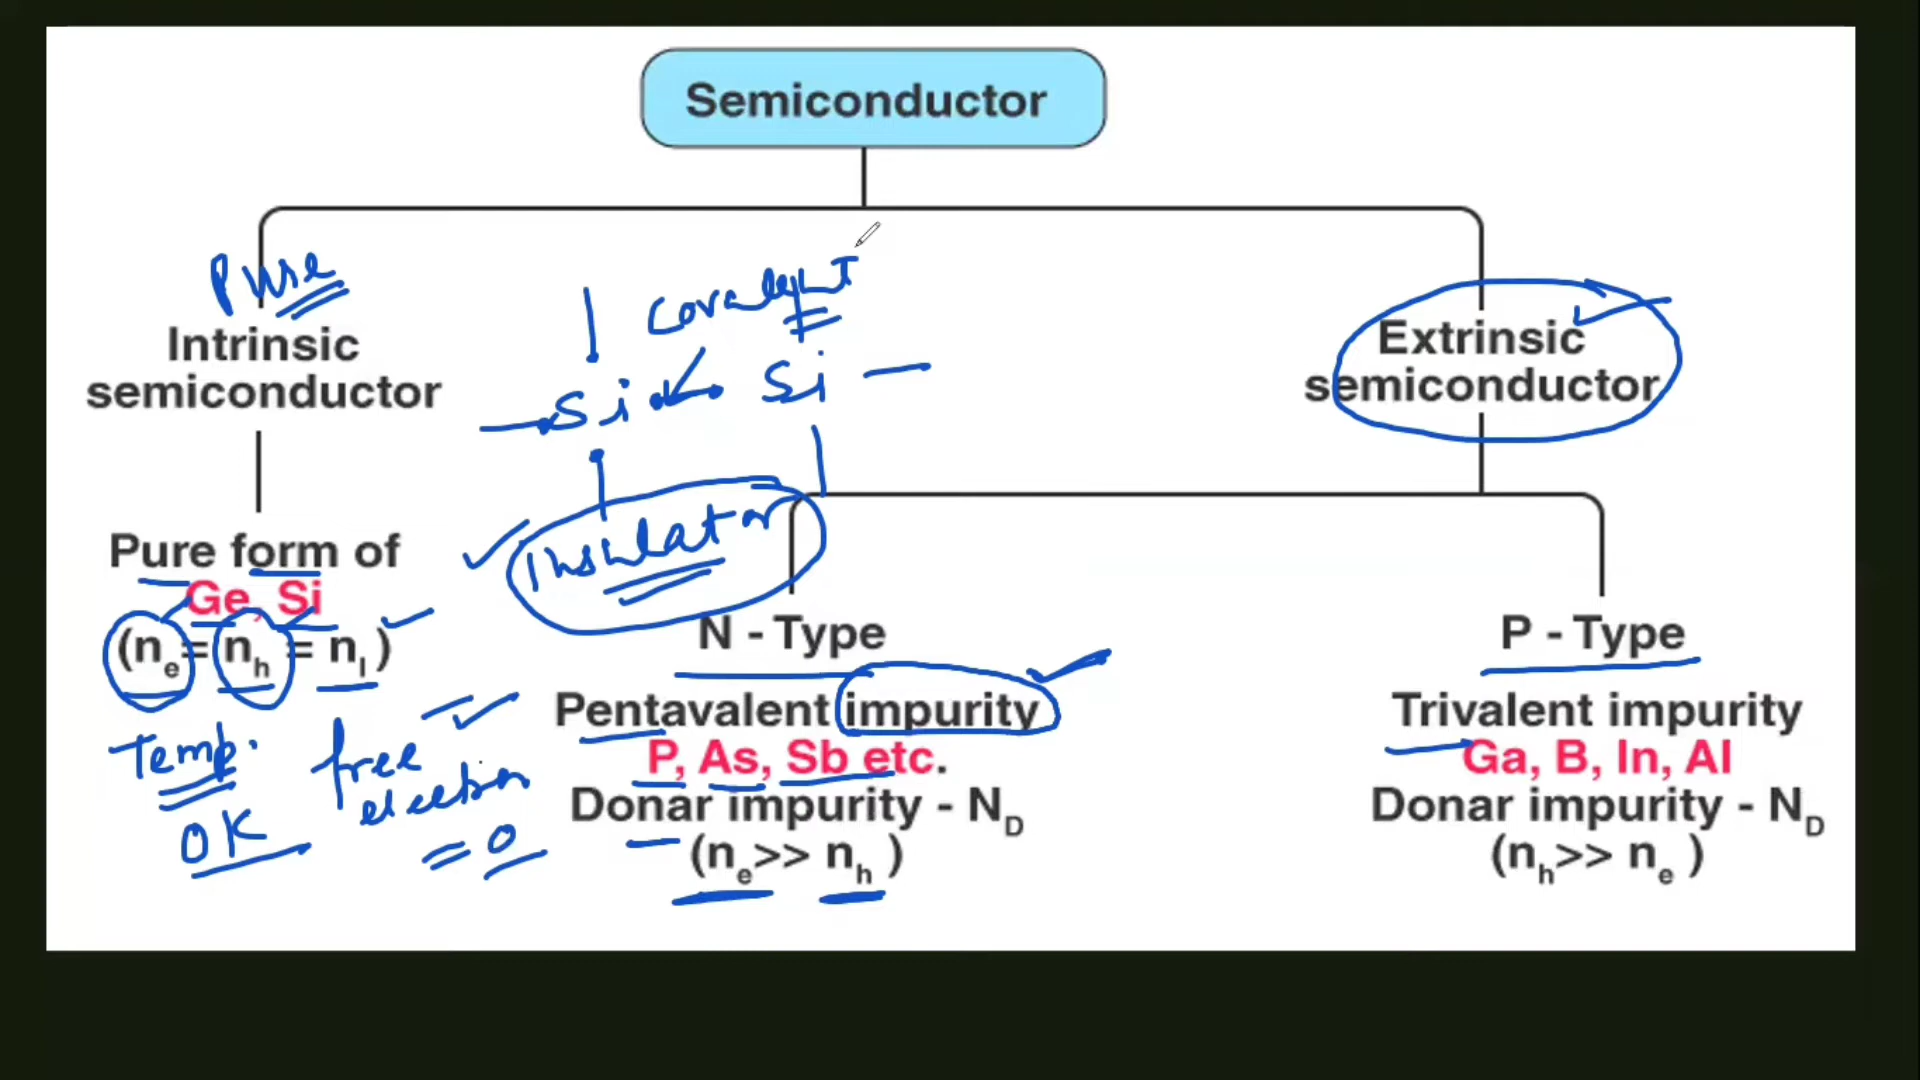 Semiconductor
Pure
Intrinsic
semiconductor
Pure form of
Ge, Si
(ne = nh = nI)
Temp.
0K
free
electron
= 0
Covalent
Si Si
Insulator
Extrinsic
semiconductor
N - Type
Pentavalent impurity
P, As, Sb etc.
Donar impurity - ND
(ne>> nh )
P - Type
Trivalent impurity
Ga, B, In, Al
Donar impurity - ND
(nh>> ne )